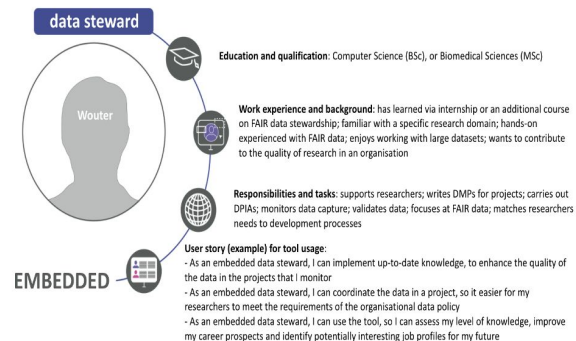 data steward
Wouter
Education and qualification: Computer Science (BSc), or Biomedical Sciences (MSc)
Work experience and background: has learned via internship or an additional course
on FAIR data stewardship; familiar with a specific research domain; hands-on
experienced with FAIR data; enjoys working with large datasets; wants to contribute
to the quality of research in an organisation
Responsibilities and tasks: supports researchers; writes DMPs for projects; carries out
DPIAs; monitors data capture; validates data; focuses at FAIR data; matches researchers
needs to development processes
EMBEDDED
User story (example) for tool usage:
- As an embedded data steward, I can implement up-to-date knowledge, to enhance the quality of
the data in the projects that I monitor
- As an embedded data steward, I can coordinate the data in a project, so it easier for my
researchers to meet the requirements of the organisational data policy
- As an embedded data steward, I can use the tool, so I can assess my level of knowledge, improve
my career prospects and identify potentially interesting job profiles for my future